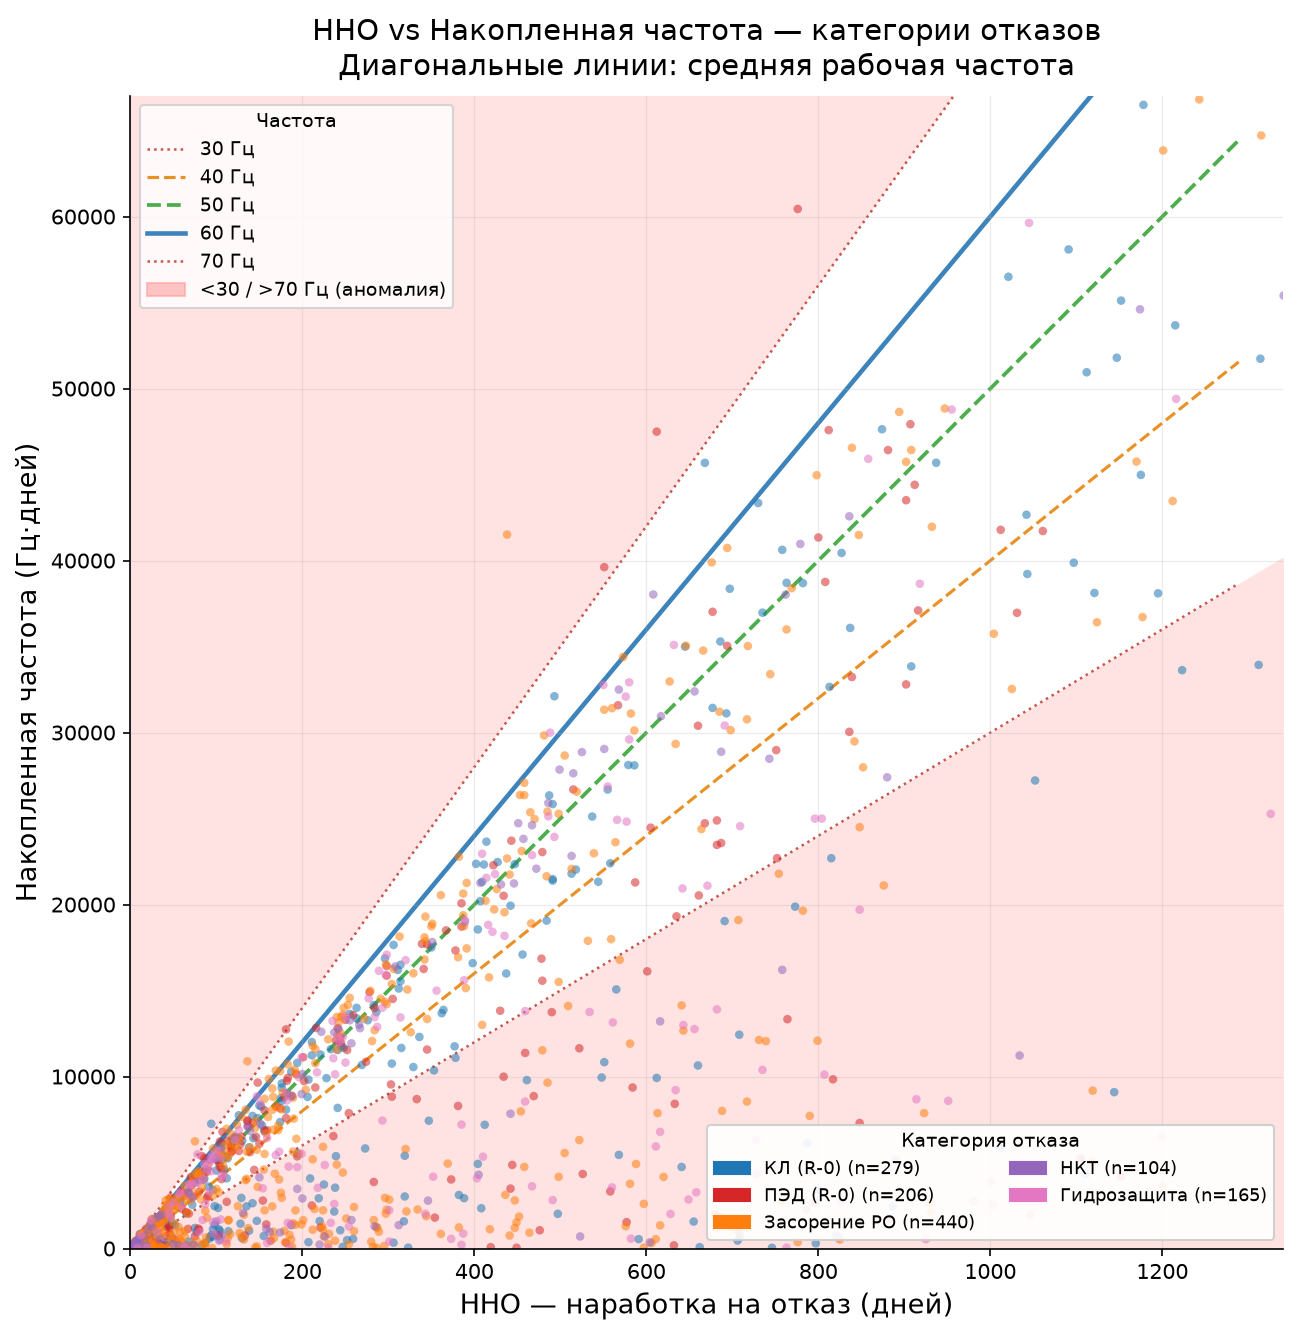 ННО vs Накопленная частота — категории отказов
Диагональные линии: средняя рабочая частота
Частота
30 Гц
40 Гц
50 Гц
60 Гц
70 Гц
<30 / >70 Гц (аномалия)
Накопленная частота (Гц·дней)
60000
50000
40000
30000
20000
10000
0
Категория отказа
КЛ (R-0) (n=279)
ПЭД (R-0) (n=206)
Засорение РО (n=440)
НКТ (n=104)
Гидрозащита (n=165)
0 200 400 600 800 1000 1200
ННО — наработка на отказ (дней)